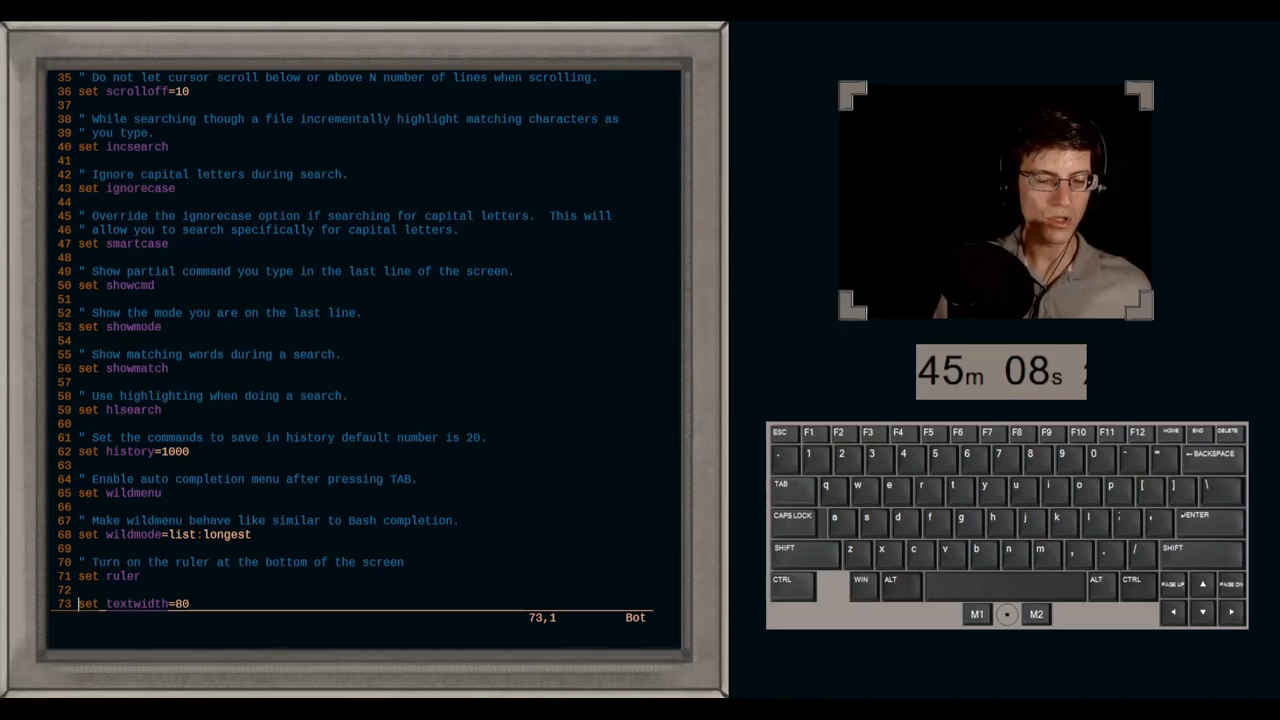 35 " Do not let cursor scroll below or above N number of lines when scrolling.
36 set scrolloff=10
37
38 " While searching though a file incrementally highlight matching characters as
39 " you type.
40 set incsearch
41
42 " Ignore capital letters during search.
43 set ignorecase
44
45 " Override the ignorecase option if searching for capital letters.  This will
46 " allow you to search specifically for capital letters.
47 set smartcase
48
49 " Show partial command you type in the last line of the screen.
50 set showcmd
51
52 " Show the mode you are on the last line.
53 set showmode
54
55 " Show matching words during a search.
56 set showmatch
57
58 " Use highlighting when doing a search.
59 set hlsearch
60
61 " Set the commands to save in history default number is 20.
62 set history=1000
63
64 " Enable auto completion menu after pressing TAB.
65 set wildmenu
66
67 " Make wildmenu behave like similar to Bash completion.
68 set wildmode=list:longest
69
70 " Turn on the ruler at the bottom of the screen
71 set ruler
72
73 set textwidth=80
73,1 Bot
45m 08s
ESC F1 F2 F3 F4 F5 F6 F7 F8 F9 F10 F11 F12 HOME END DELETE
. 1 2 3 4 5 6 7 8 9 0 - = ←BACKSPACE
TAB q w e r t y u i o p [ ] \
CAPS LOCK a s d f g h j k l ; , ↵ENTER
SHIFT z x c v b n m , . / SHIFT
CTRL WIN ALT ALT CTRL PAGE UP ▲ PAGE DN
M1 M2 ◄ ▼ ►